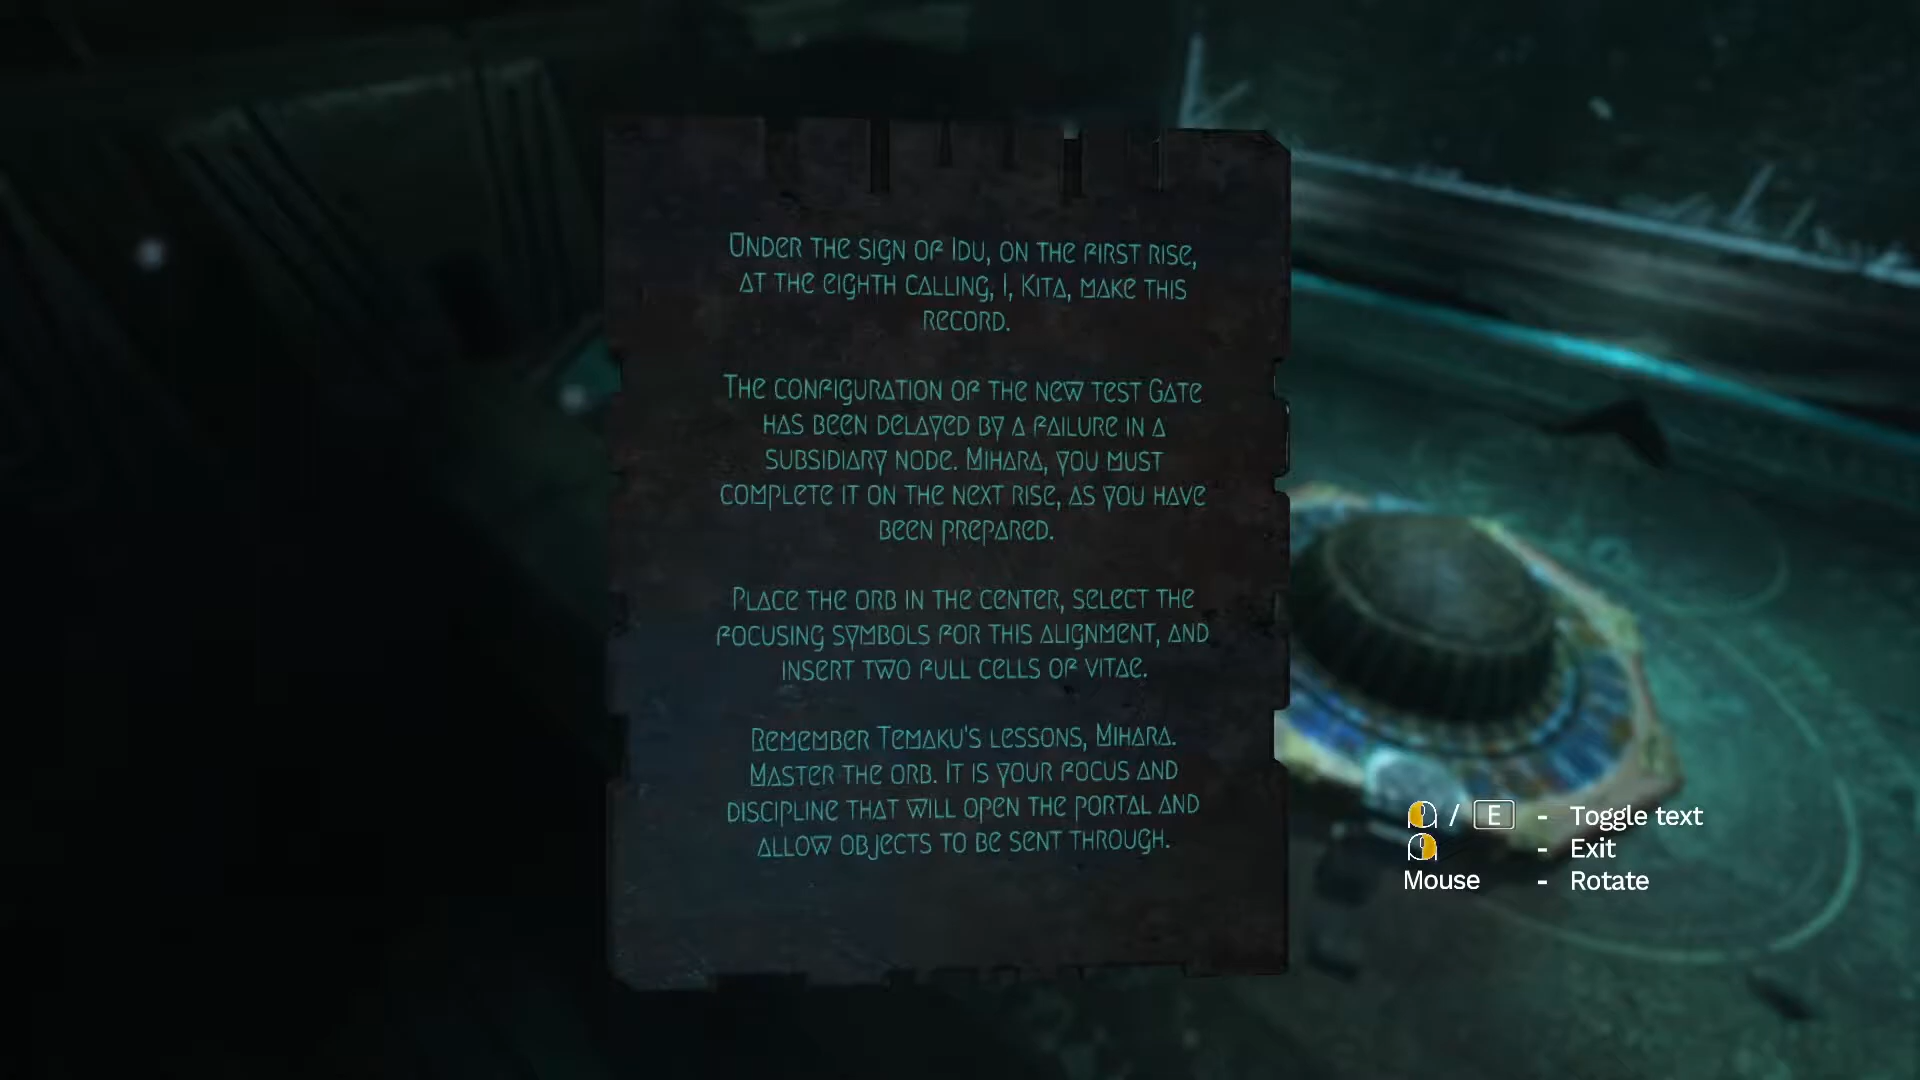 Under the sign of Idu, on the first rise,
at the eighth calling, I, Kita, make this
record.
The configuration of the new test Gate
has been delayed by a failure in a
subsidiary node. Mihara, you must
complete it on the next rise, as you have
been prepared.
Place the orb in the center, select the
focusing symbols for this alignment, and
insert two full cells of vitae.
Remember Temaku's lessons, Mihara.
Master the orb. It is your focus and
discipline that will open the portal and
allow objects to be sent through.
/ E - Toggle text
- Exit
Mouse - Rotate